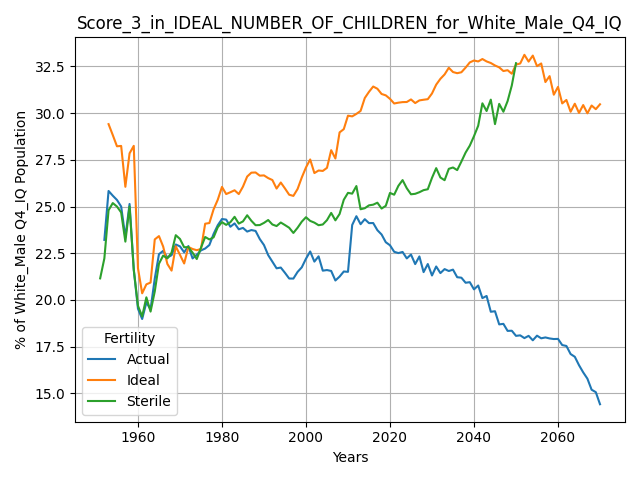 Score_3_in_IDEAL_NUMBER_OF_CHILDREN_for_White_Male_Q4_IQ
% of White_Male Q4_IQ Population
32.5
30.0
27.5
25.0
22.5
20.0
17.5
15.0
Fertility
Actual
Ideal
Sterile
1960
1980
2000
2020
2040
2060
Years